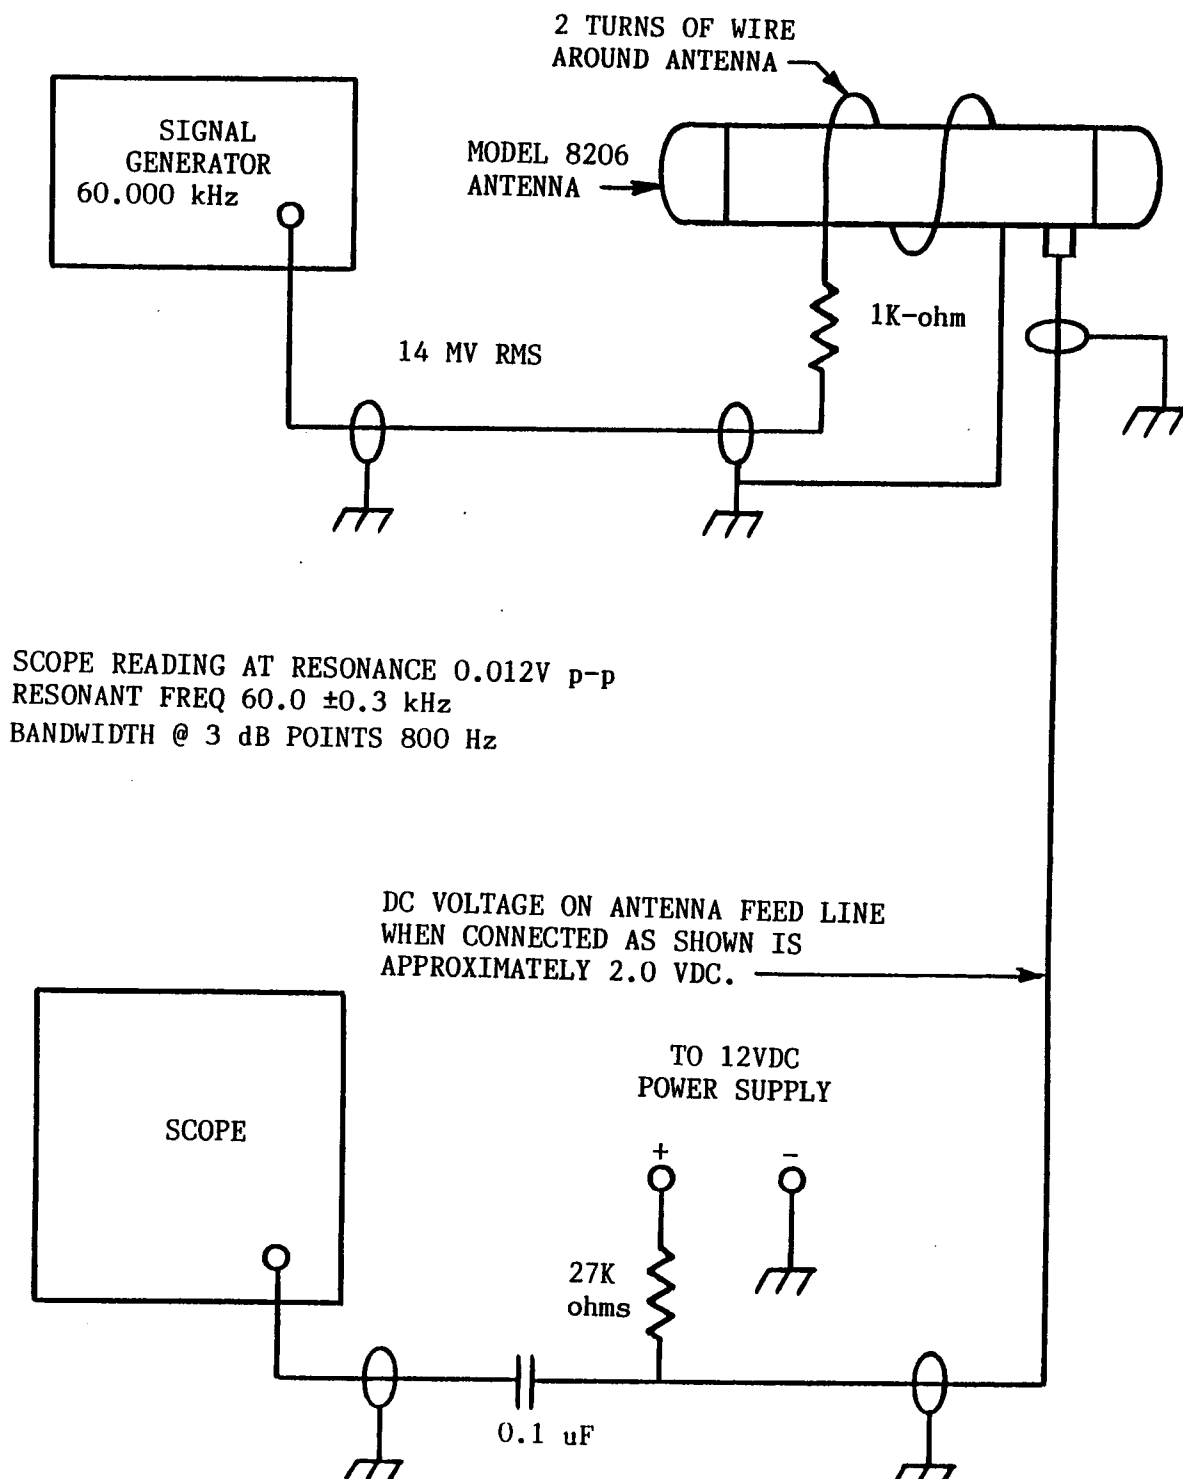 2 TURNS OF WIRE
AROUND ANTENNA
SIGNAL
GENERATOR
60.000 kHz
MODEL 8206
ANTENNA
1K-ohm
14 MV RMS
SCOPE READING AT RESONANCE 0.012V p-p
RESONANT FREQ 60.0 ±0.3 kHz
BANDWIDTH @ 3 dB POINTS 800 Hz
DC VOLTAGE ON ANTENNA FEED LINE
WHEN CONNECTED AS SHOWN IS
APPROXIMATELY 2.0 VDC.
TO 12VDC
POWER SUPPLY
SCOPE
+ -
27K
ohms
0.1 uF